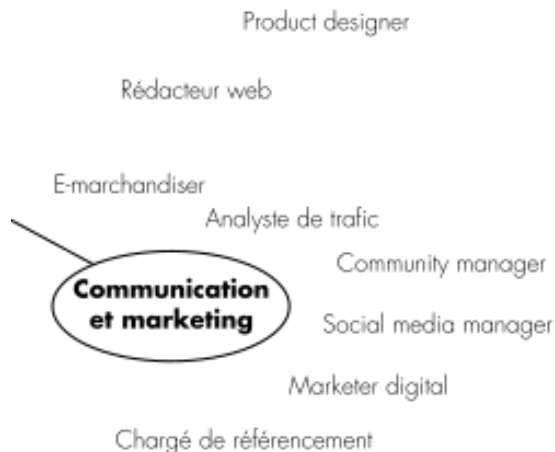 Product designer
Rédacteur web
E-marchandiser
Analyste de trafic
Community manager
Communication
et marketing
Social media manager
Marketer digital
Chargé de référencement